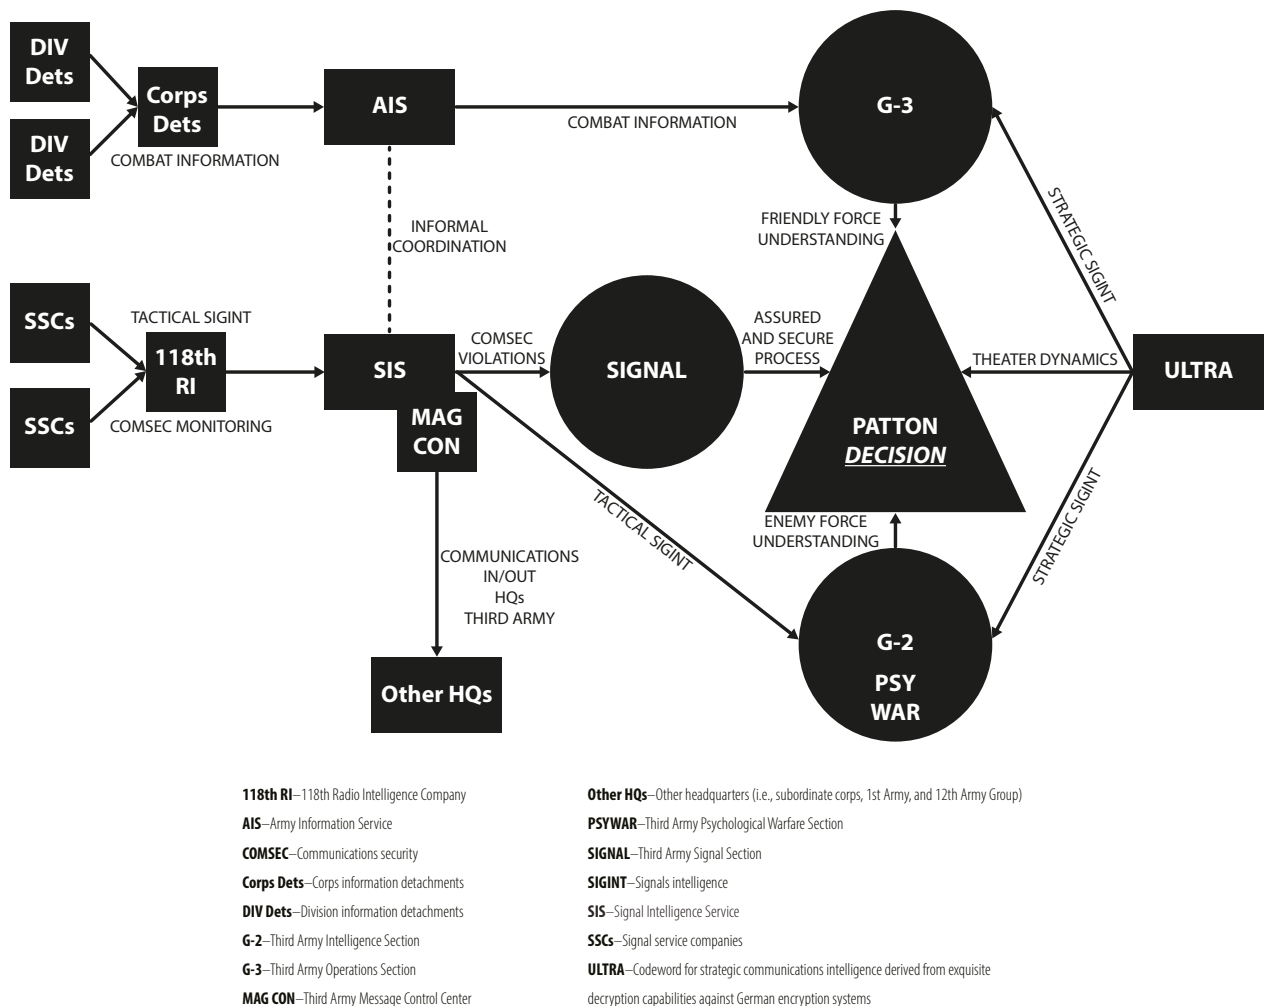 DIV
Dets
DIV
Dets
Corps
Dets
COMBAT INFORMATION
AIS
COMBAT INFORMATION
G-3
INFORMAL
COORDINATION
FRIENDLY FORCE
UNDERSTANDING
STRATEGIC SIGINT
SSCs
SSCs
TACTICAL SIGINT
118th
RI
COMSEC MONITORING
SIS
MAG
CON
COMSEC
VIOLATIONS
SIGNAL
ASSURED
AND SECURE
PROCESS
PATTON
DECISION
THEATER DYNAMICS
ULTRA
TACTICAL SIGINT
ENEMY FORCE
UNDERSTANDING
STRATEGIC SIGINT
COMMUNICATIONS
IN/OUT
HQs
THIRD ARMY
Other HQs
G-2
PSY
WAR
118th RI–118th Radio Intelligence Company
AIS–Army Information Service
COMSEC–Communications security
Corps Dets–Corps information detachments
DIV Dets–Division information detachments
G-2–Third Army Intelligence Section
G-3–Third Army Operations Section
MAG CON–Third Army Message Control Center
Other HQs–Other headquarters (i.e., subordinate corps, 1st Army, and 12th Army Group)
PSYWAR–Third Army Psychological Warfare Section
SIGNAL–Third Army Signal Section
SIGINT–Signals intelligence
SIS–Signal Intelligence Service
SSCs–Signal service companies
ULTRA–Codeword for strategic communications intelligence derived from exquisite
decryption capabilities against German encryption systems